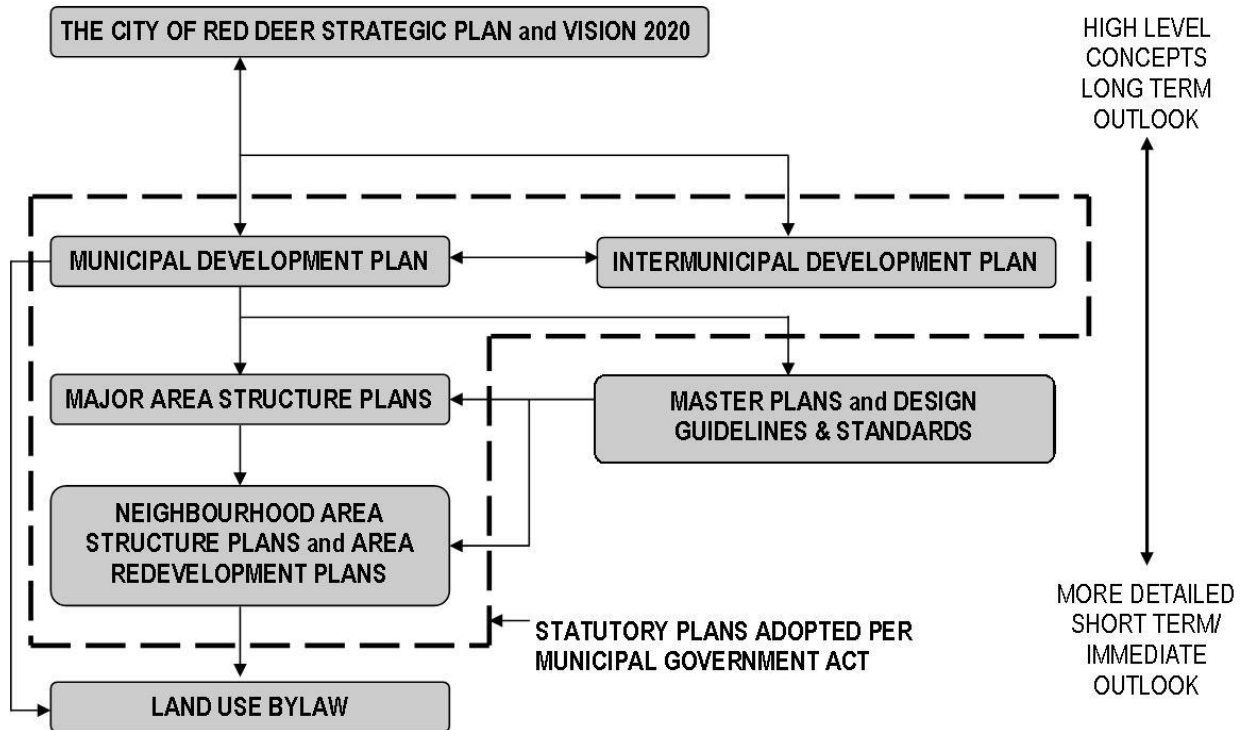 THE CITY OF RED DEER STRATEGIC PLAN and VISION 2020
HIGH LEVEL
CONCEPTS
LONG TERM
OUTLOOK
MUNICIPAL DEVELOPMENT PLAN
INTERMUNICIPAL DEVELOPMENT PLAN
MAJOR AREA STRUCTURE PLANS
MASTER PLANS and DESIGN
GUIDELINES & STANDARDS
NEIGHBOURHOOD AREA
STRUCTURE PLANS and AREA
REDEVELOPMENT PLANS
STATUTORY PLANS ADOPTED PER
MUNICIPAL GOVERNMENT ACT
MORE DETAILED
SHORT TERM/
IMMEDIATE
OUTLOOK
LAND USE BYLAW